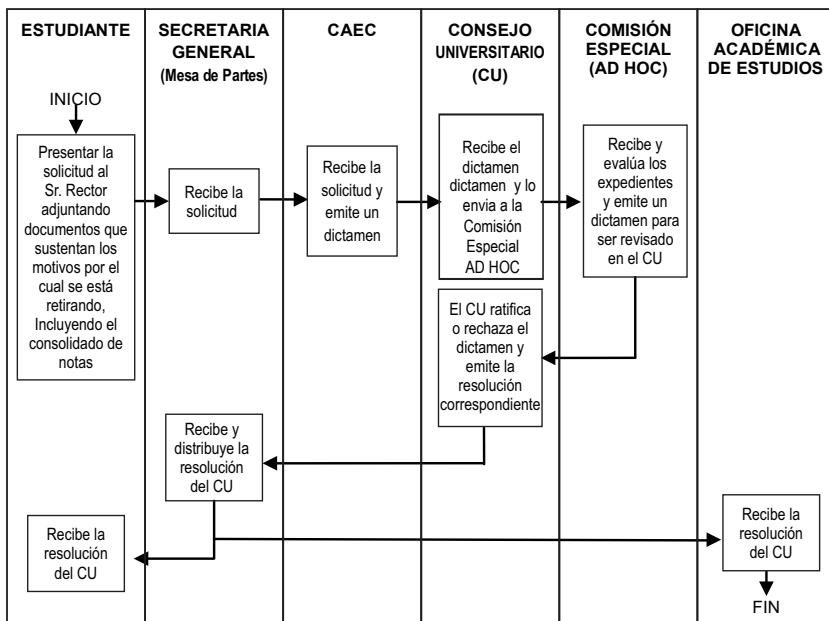 ESTUDIANTE
SECRETARIA
GENERAL
(Mesa de Partes)
CAEC
CONSEJO
UNIVERSITARIO
(CU)
COMISIÓN
ESPECIAL
(AD HOC)
OFICINA
ACADÉMICA
DE ESTUDIOS
INICIO
Presentar la
solicitud al
Sr. Rector
adjuntando
documentos que
sustentan los
motivos por el
cual se está
retirando,
Incluyendo el
consolidado de
notas
Recibe la
solicitud
Recibe la
solicitud y
emite un
dictamen
Recibe el
dictamen
dictamen y lo
envia a la
Comisión
Especial
AD HOC
Recibe y
evalúa los
expedientes
y emite un
dictamen para
ser revisado
en el CU
El CU ratifica
o rechaza el
dictamen y
emite la
resolución
correspondiente
Recibe y
distribuye la
resolución
del CU
Recibe la
resolución
del CU
Recibe la
resolución
del CU
FIN